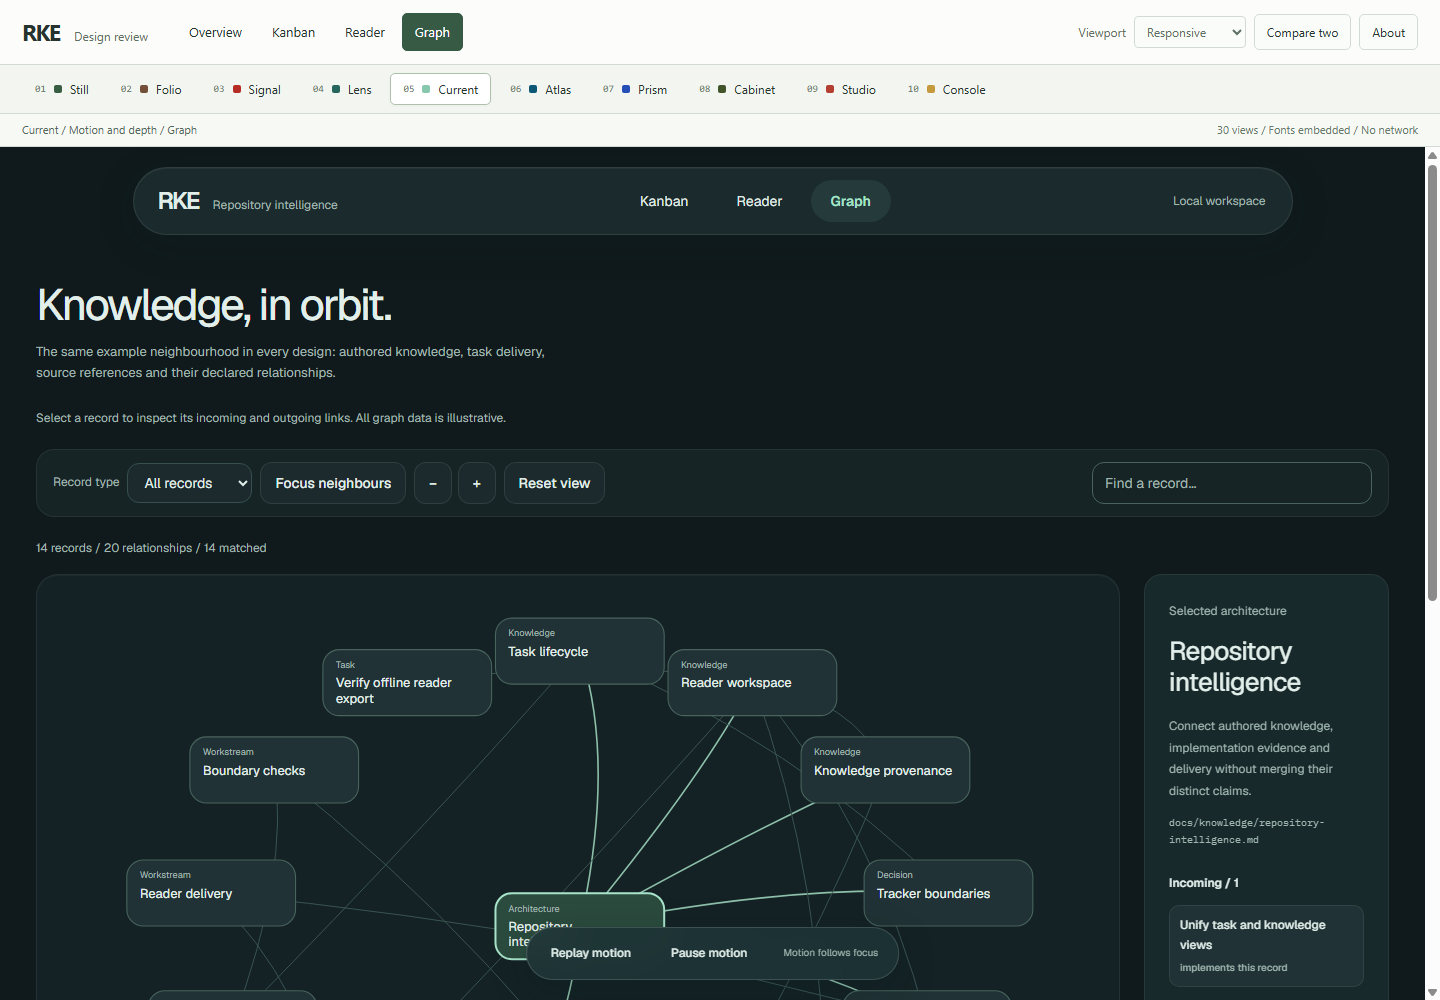 RKE Design review Overview Kanban Reader Graph Viewport Responsive Compare two About
01 Still 02 Folio 03 Signal 04 Lens 05 Current 06 Atlas 07 Prism 08 Cabinet 09 Studio 10 Console
Current / Motion and depth / Graph 30 views / Fonts embedded / No network
RKE Repository intelligence Kanban Reader Graph Local workspace
Knowledge, in orbit.
The same example neighbourhood in every design: authored knowledge, task delivery,
source references and their declared relationships.
Select a record to inspect its incoming and outgoing links. All graph data is illustrative.
Record type All records Focus neighbours − + Reset view Find a record...
14 records / 20 relationships / 14 matched
Knowledge
Task lifecycle
Task
Verify offline reader
export
Knowledge
Reader workspace
Workstream
Boundary checks
Knowledge
Knowledge provenance
Workstream
Reader delivery
Decision
Tracker boundaries
Architecture
Repository
Replay motion Pause motion Motion follows focus
Selected architecture
Repository
intelligence
Connect authored knowledge,
implementation evidence and
delivery without merging their
distinct claims.
docs/knowledge/repository-
intelligence.md
Incoming / 1
Unify task and knowledge
views
implements this record